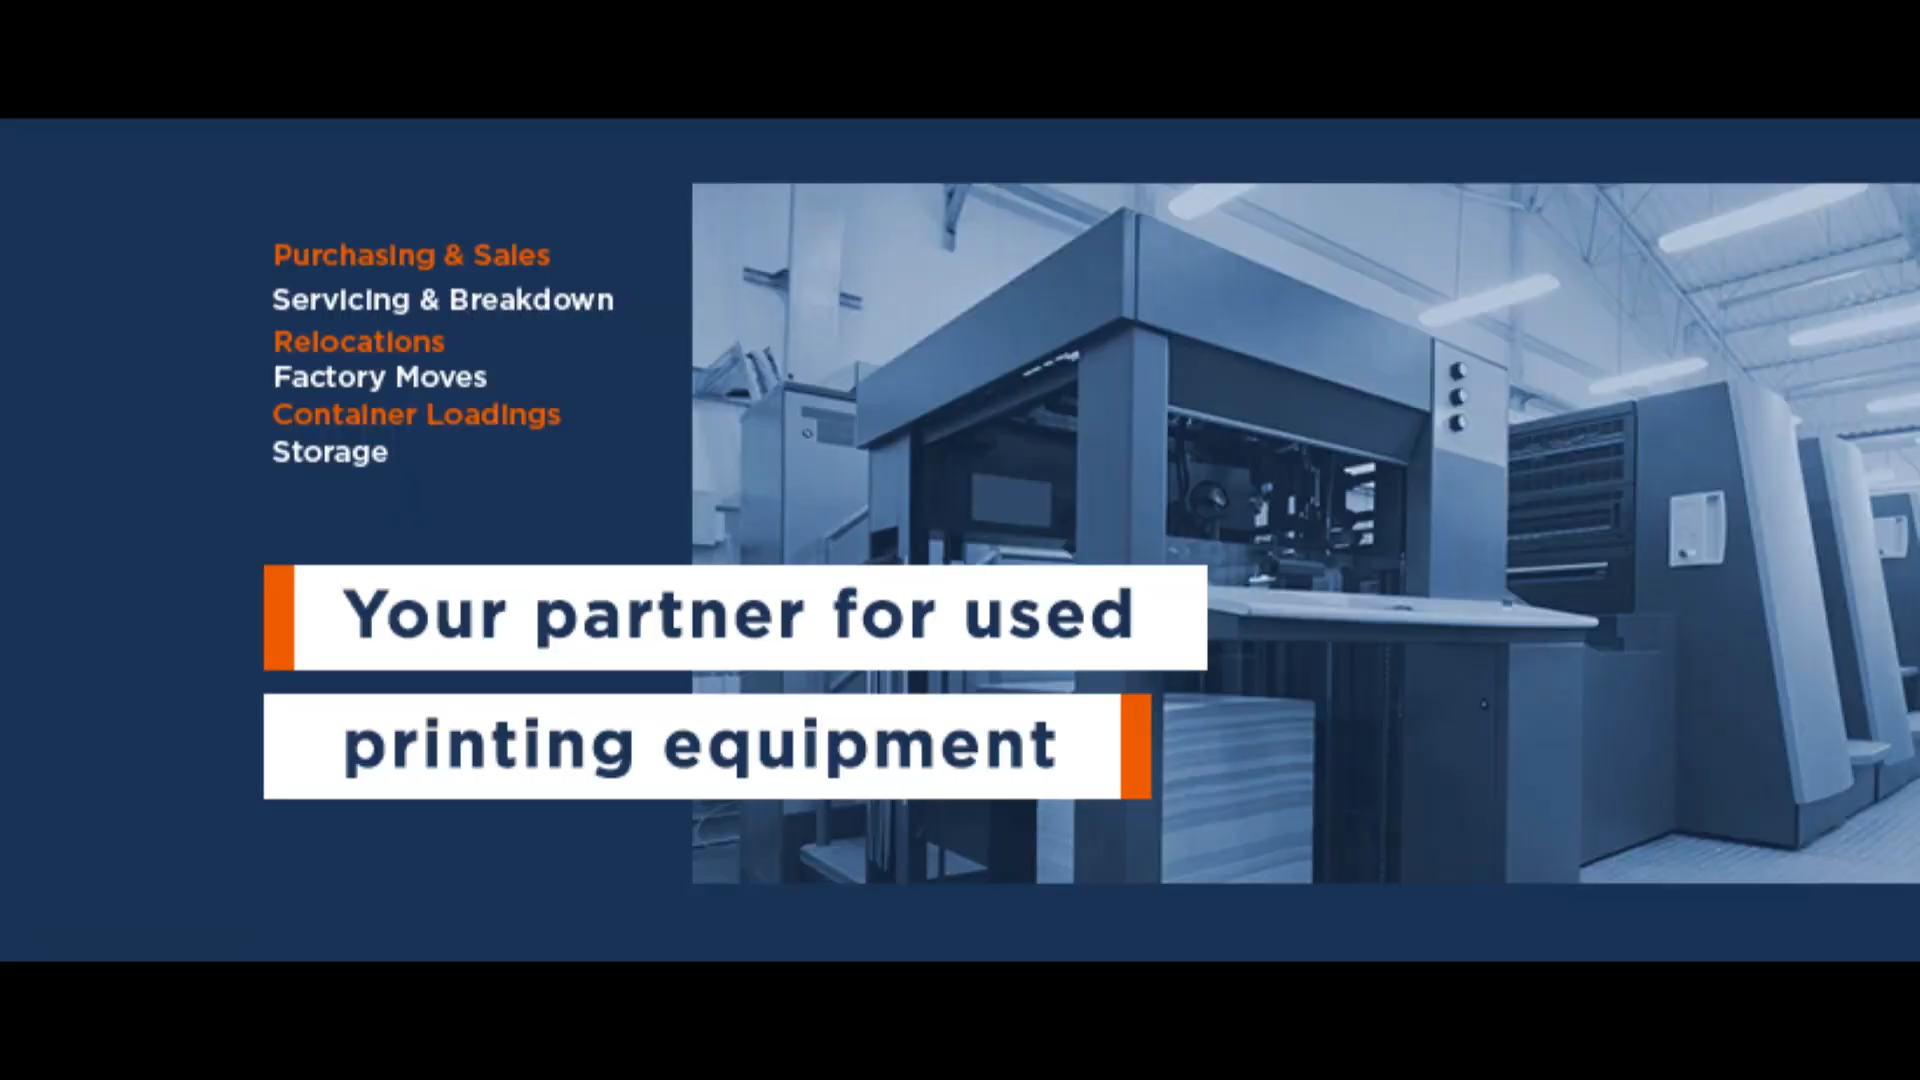 Purchasing & Sales
Servicing & Breakdown
Relocations
Factory Moves
Container Loadings
Storage
Your partner for used
printing equipment